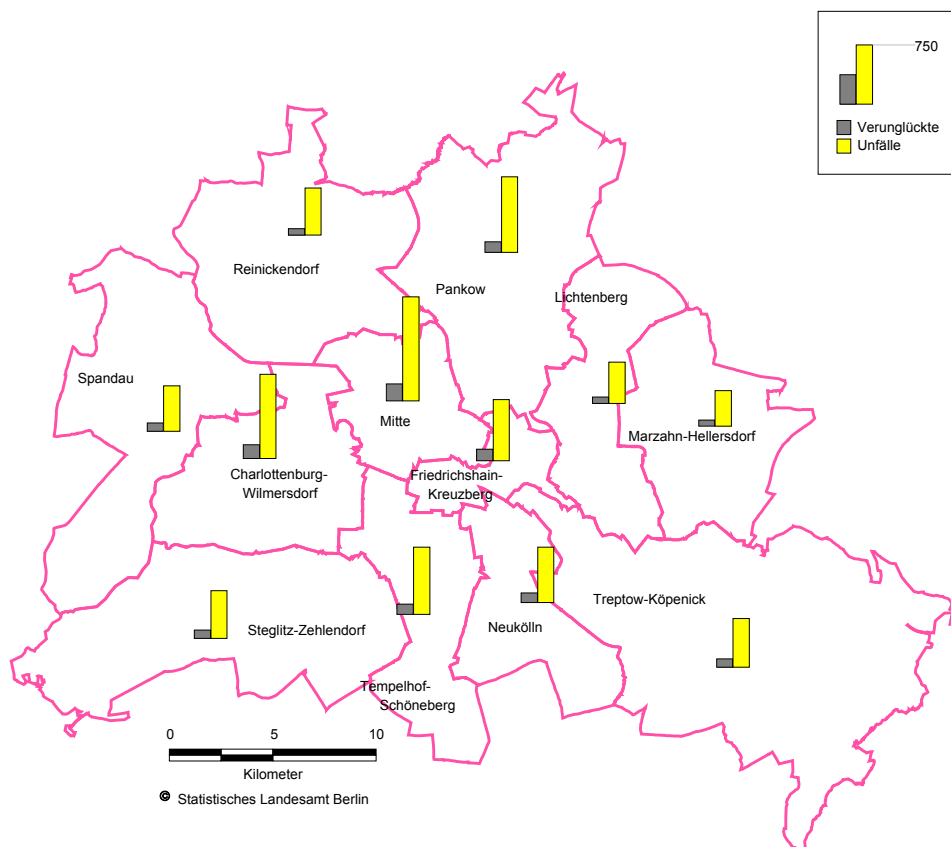 750
Verunglückte
Unfälle
Reinickendorf
Pankow
Lichtenberg
Spandau
Mitte
Marzahn-Hellersdorf
Charlottenburg-
Wilmersdorf
Friedrichshain-
Kreuzberg
Treptow-Köpenick
Steglitz-Zehlendorf
Neukölln
Tempelhof-
Schöneberg
0 5 10
Kilometer
© Statistisches Landesamt Berlin